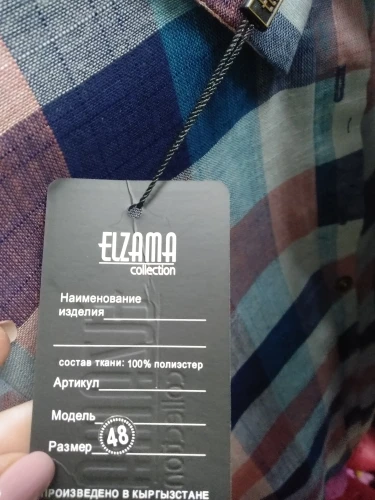 ELZAMA
collection
Наименование
изделия
состав ткани: 100% полиэстер
Артикул
Модель
Размер 48
ПРОИЗВЕДЕНО В КЫРГЫЗСТАНЕ